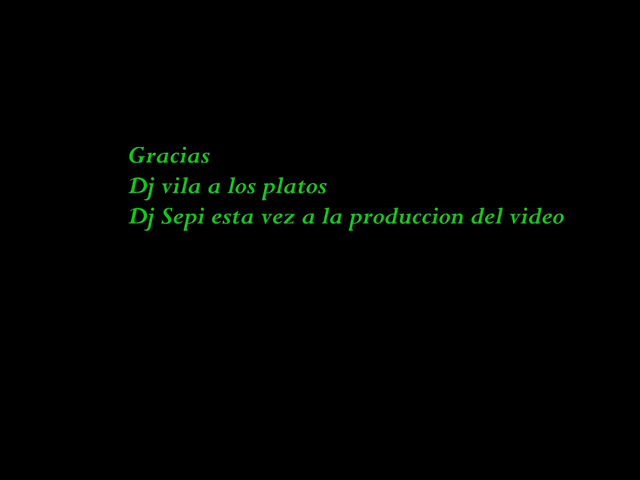 Gracias
Dj vila a los platos
Dj Sepi esta vez a la produccion del video